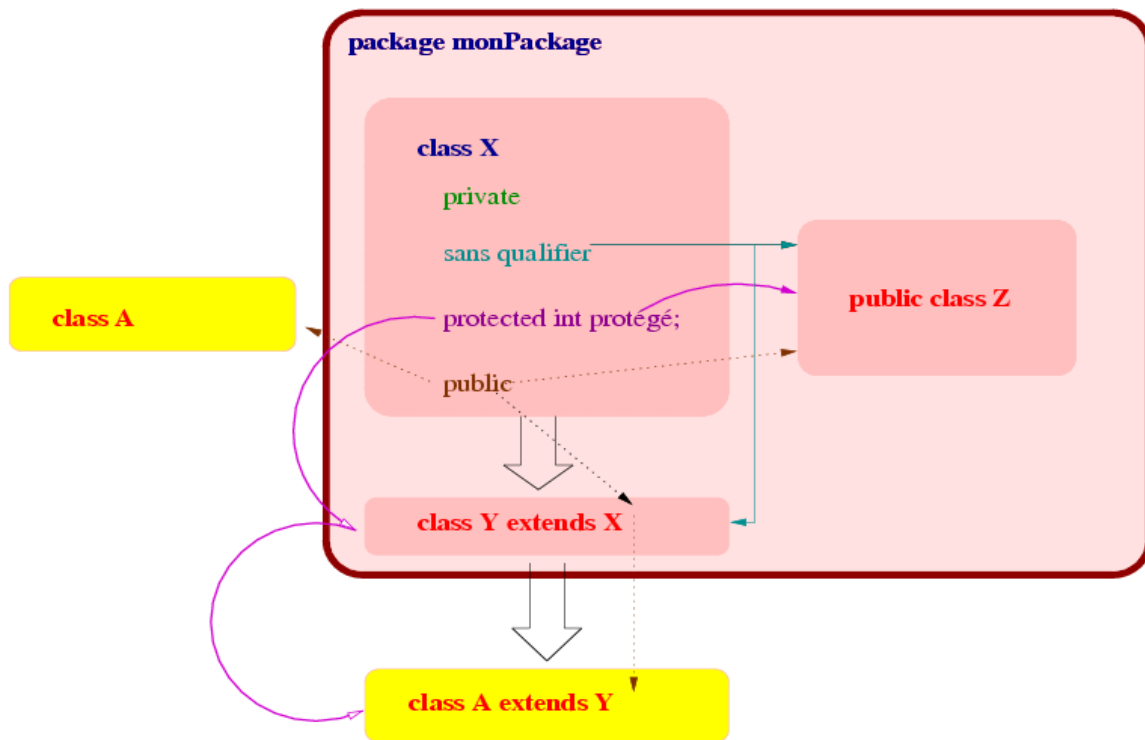 package monPackage
class X
private
sans qualifier
protected int protégé;
public
public class Z
class A
class Y extends X
class A extends Y